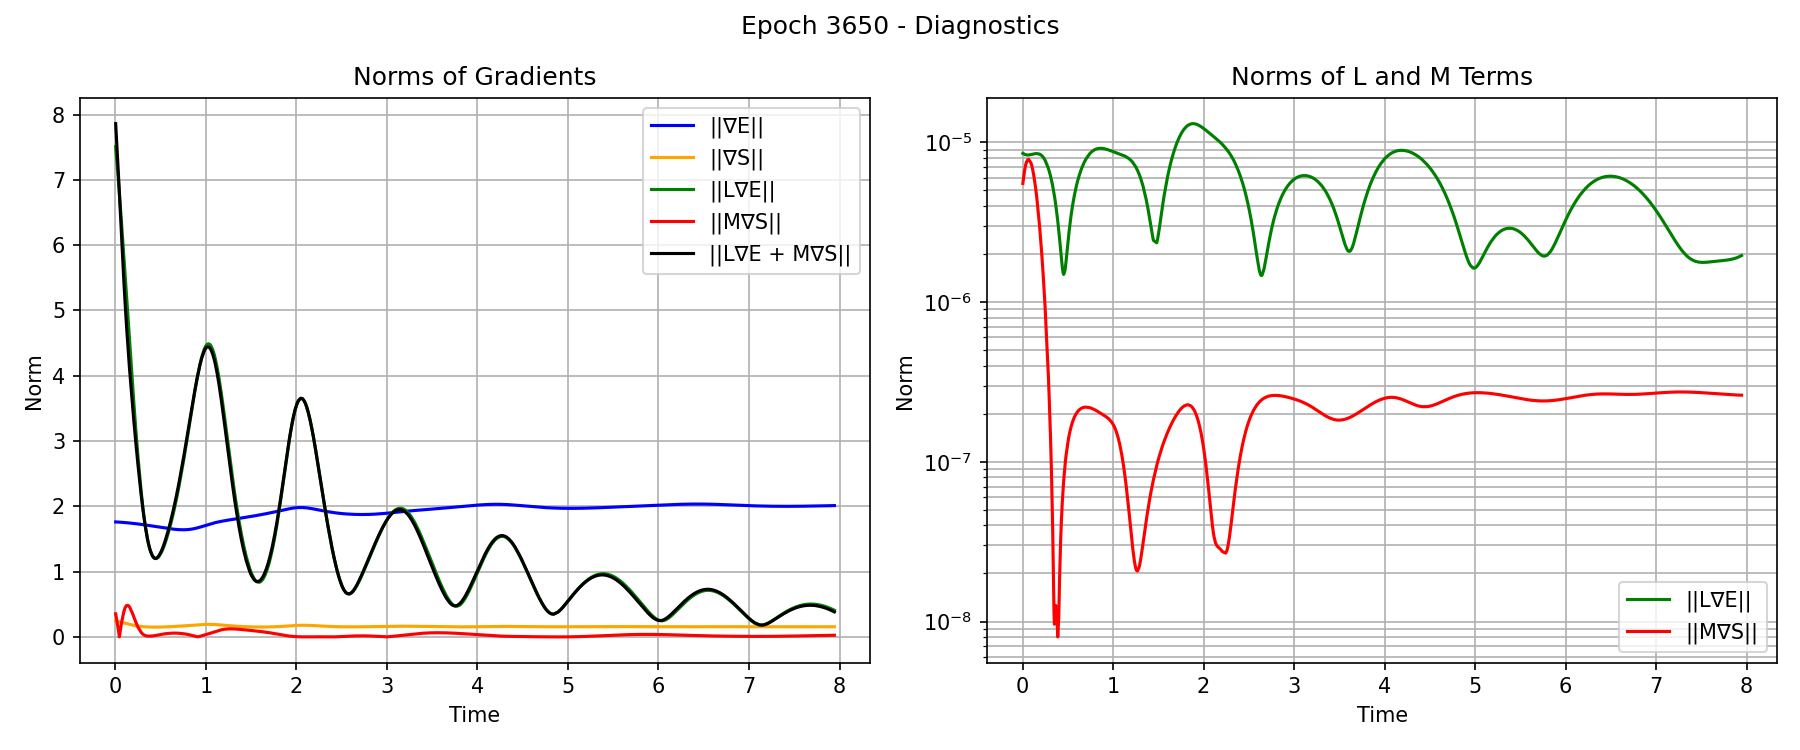 Epoch 3650 - Diagnostics
Norms of Gradients
Norm
8
7
6
5
4
3
2
1
0
||∇E||
||∇S||
||L∇E||
||M∇S||
||L∇E + M∇S||
0 1 2 3 4 5 6 7 8
Time
Norms of L and M Terms
Norm
10⁻⁵
10⁻⁶
10⁻⁷
10⁻⁸
||L∇E||
||M∇S||
0 1 2 3 4 5 6 7 8
Time